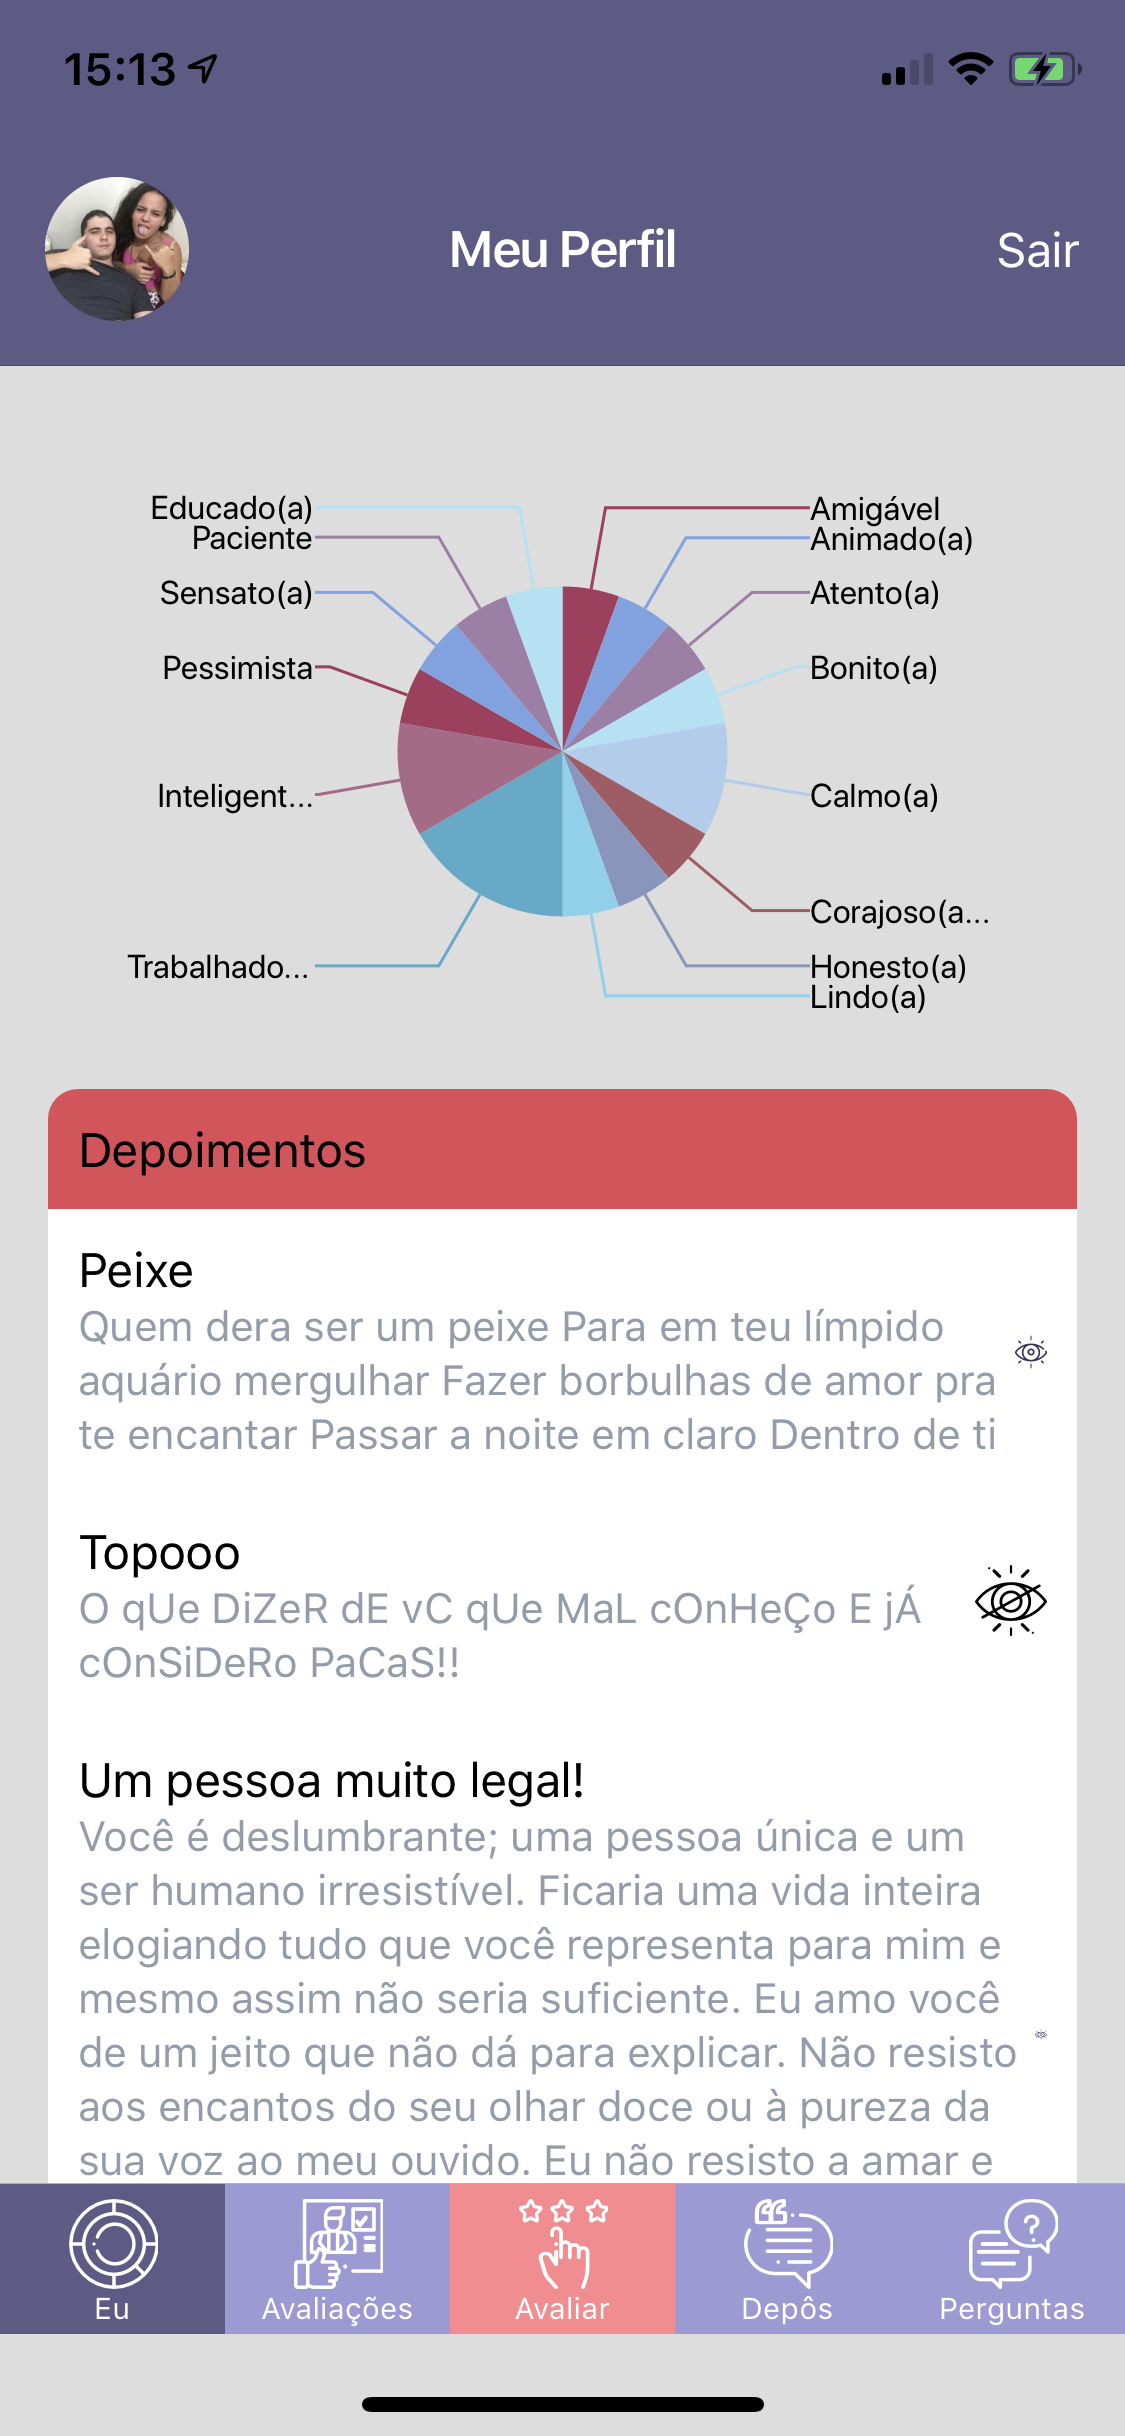 15:13
Meu Perfil
Sair
Educado(a)
Paciente
Sensato(a)
Pessimista
Inteligent...
Trabalhado...
Amigável
Animado(a)
Atento(a)
Bonito(a)
Calmo(a)
Corajoso(a...
Honesto(a)
Lindo(a)
Depoimentos
Peixe
Quem dera ser um peixe Para em teu límpido
aquário mergulhar Fazer borbulhas de amor pra
te encantar Passar a noite em claro Dentro de ti
Topooo
O qUe DiZeR dE vC qUe MaL cOnHeÇo E jÁ
cOnSiDeRo PaCaS!!
Um pessoa muito legal!
Você é deslumbrante; uma pessoa única e um
ser humano irresistível. Ficaria uma vida inteira
elogiando tudo que você representa para mim e
mesmo assim não seria suficiente. Eu amo você
de um jeito que não dá para explicar. Não resisto
aos encantos do seu olhar doce ou à pureza da
sua voz ao meu ouvido. Eu não resisto a amar e
Eu
Avaliações
Avaliar
Depôs
Perguntas